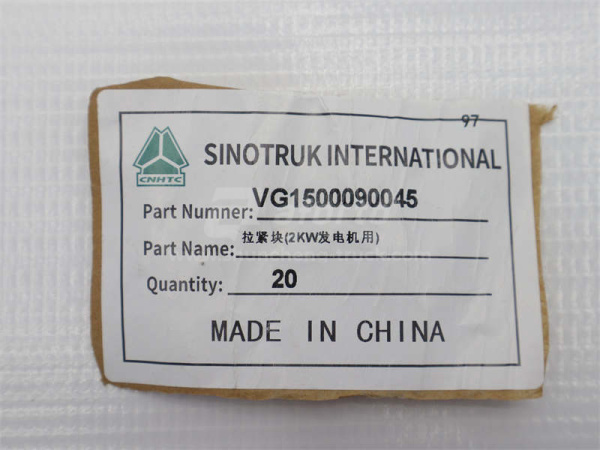 97
SINOTRUK INTERNATIONAL
CNHTC
Part Numner: VG1500090045
Part Name: 拉紧块(2KW发电机用)
Quantity: 20
MADE IN CHINA